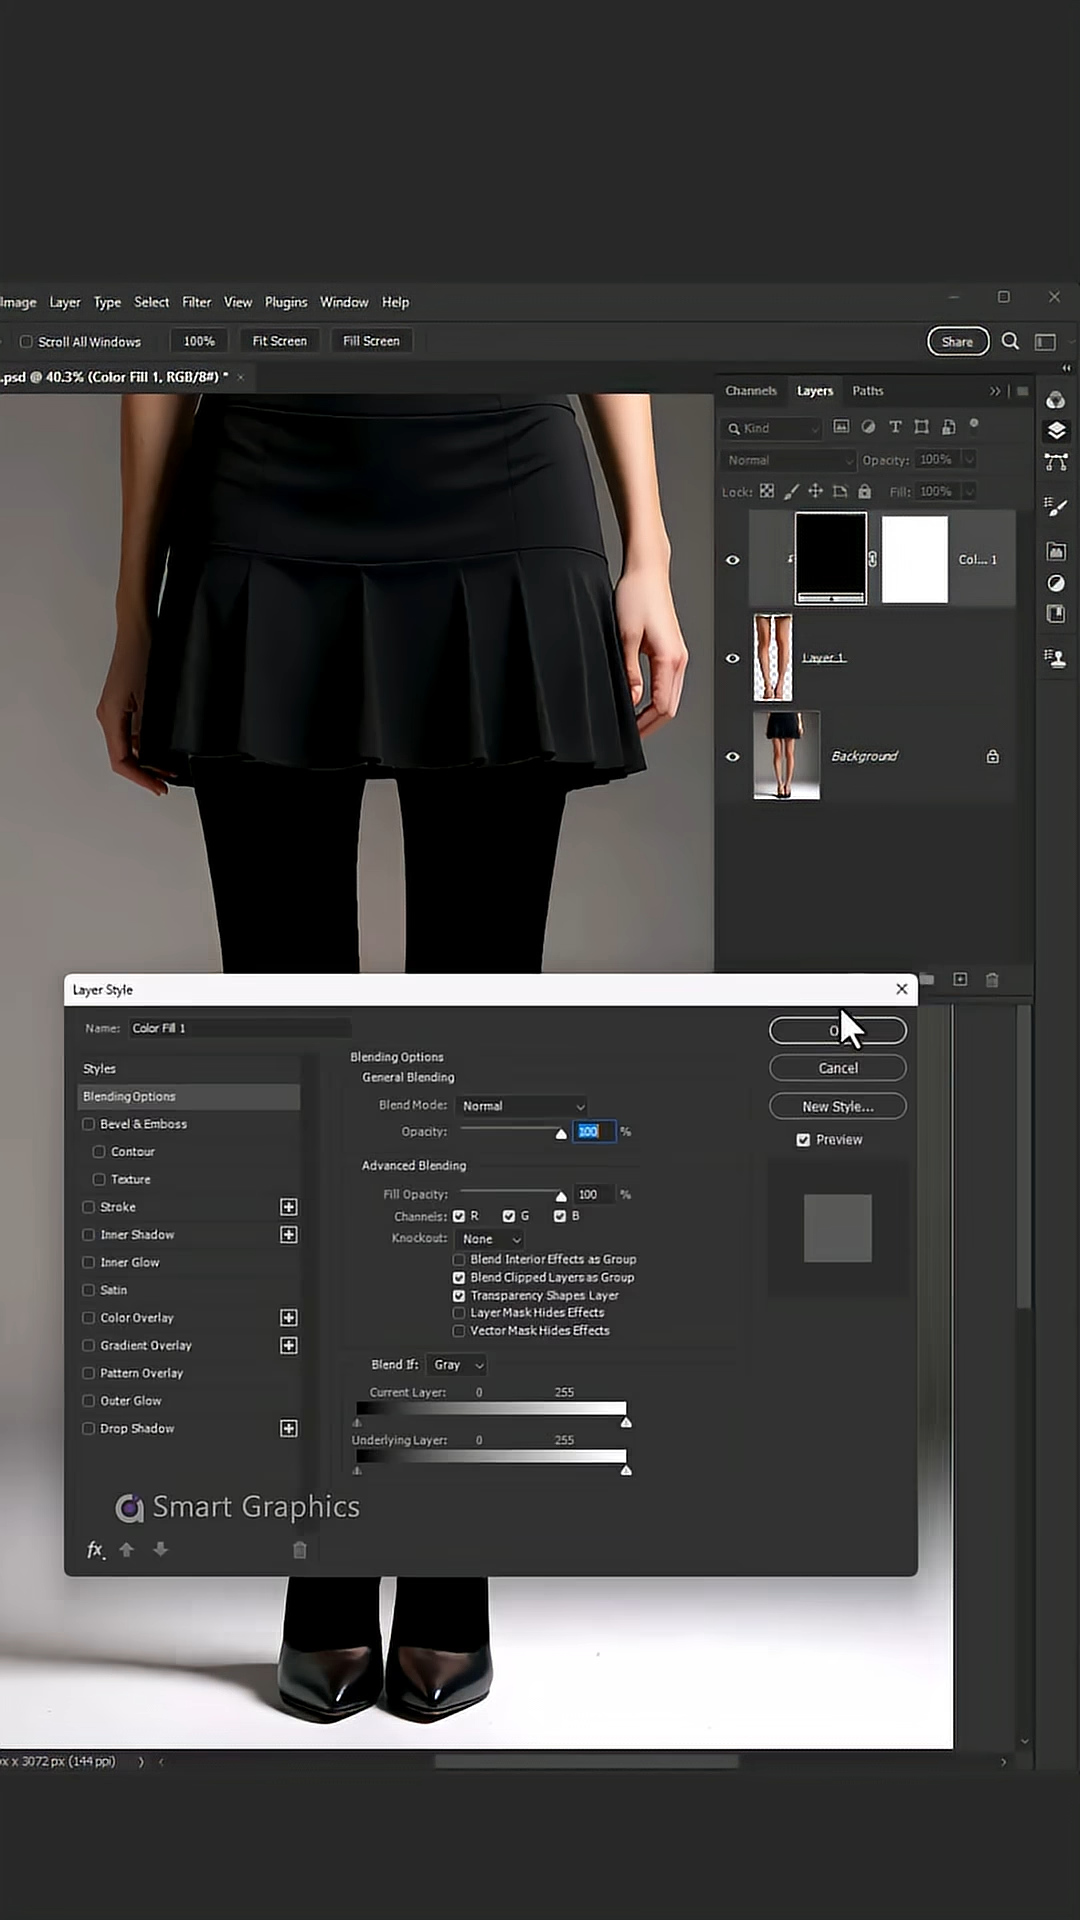 Image Layer Type Select Filter View Plugins Window Help
Scroll All Windows 100% Fit Screen Fill Screen Share
.psd @ 40.3% (Color Fill 1, RGB/8#) * ×
Channels Layers Paths
Kind
Normal Opacity: 100%
Lock: Fill: 100%
Col... 1
Layer 1
Background
Layer Style
Name: Color Fill 1
Styles
Blending Options
Bevel & Emboss
Contour
Texture
Stroke
Inner Shadow
Inner Glow
Satin
Color Overlay
Gradient Overlay
Pattern Overlay
Outer Glow
Drop Shadow
fx
Blending Options
General Blending
Blend Mode: Normal
Opacity: 100 %
Advanced Blending
Fill Opacity: 100 %
Channels: R G B
Knockout: None
Blend Interior Effects as Group
Blend Clipped Layers as Group
Transparency Shapes Layer
Layer Mask Hides Effects
Vector Mask Hides Effects
Blend If: Gray
Current Layer: 0 255
Underlying Layer: 0 255
Cancel
New Style...
Preview
Smart Graphics
px x 3072 px (144 ppi)